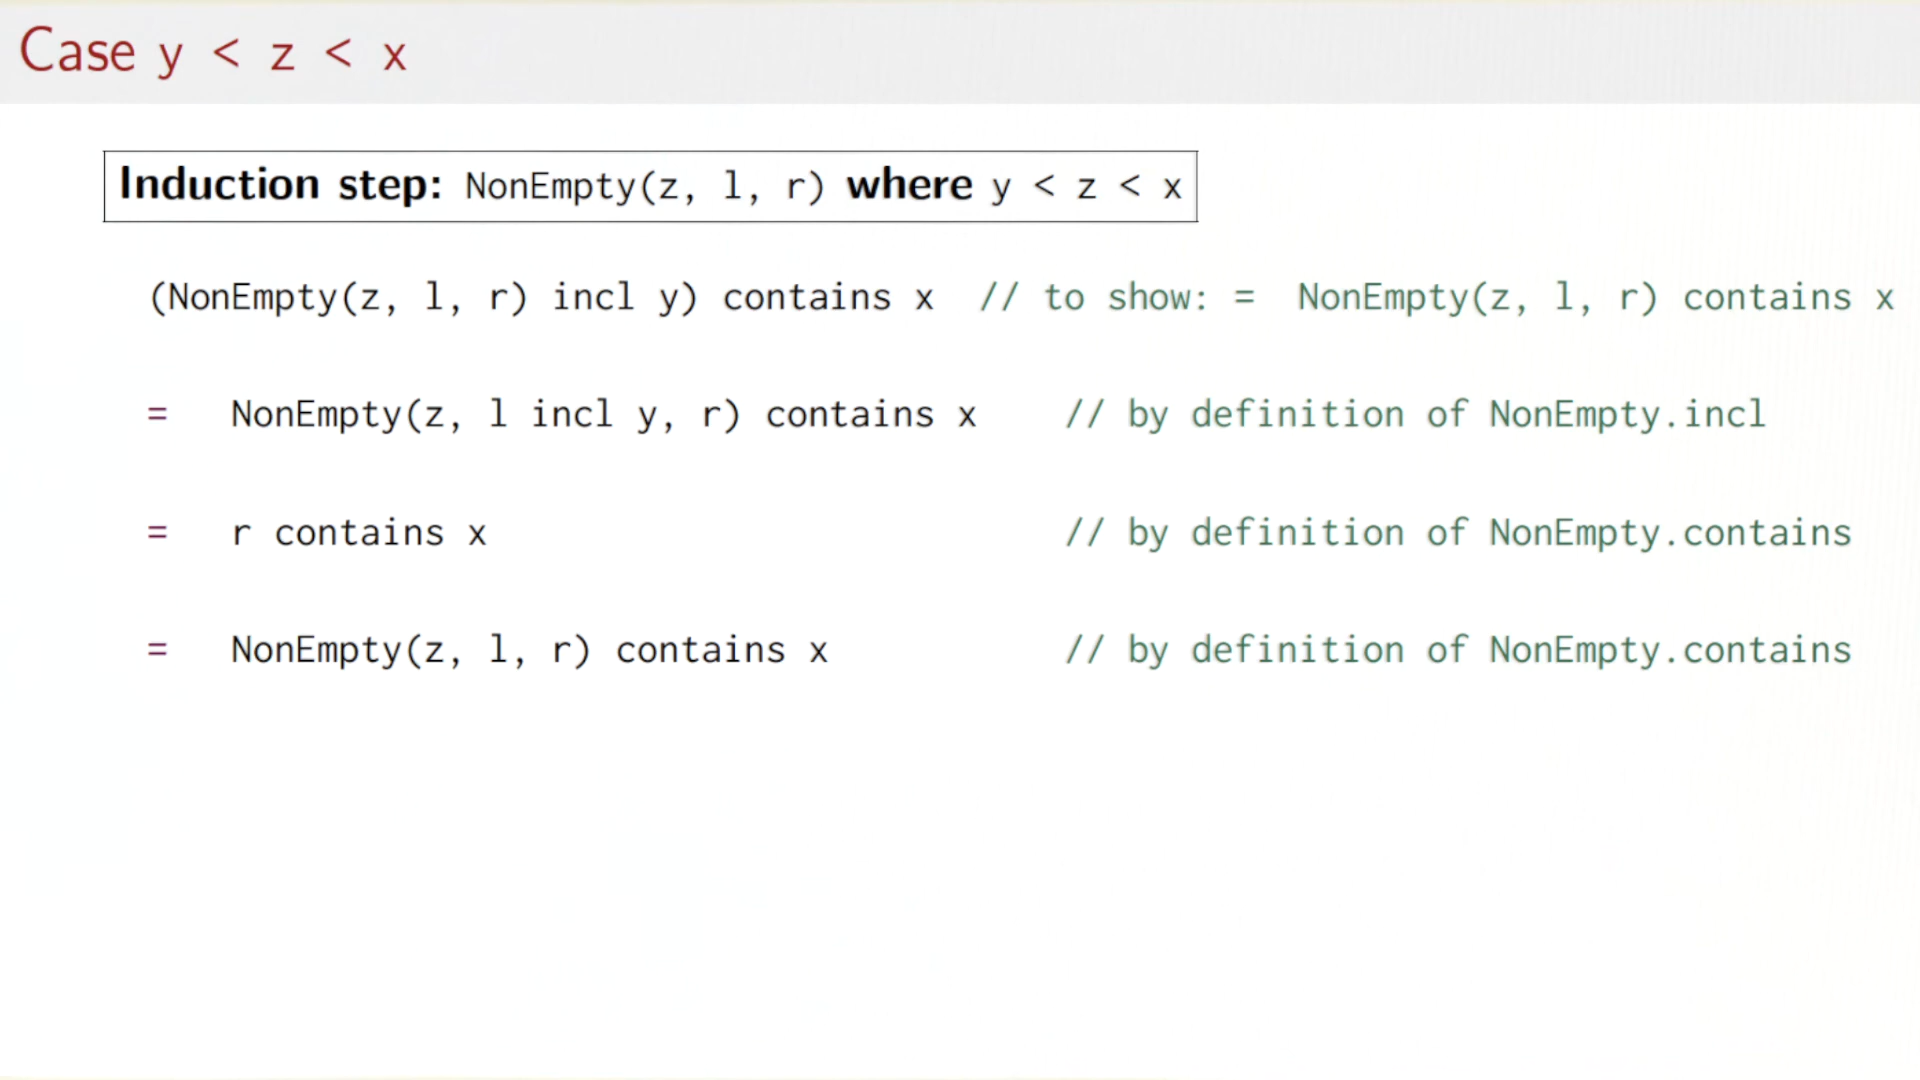 Case y < z < x
Induction step: NonEmpty(z, l, r) where y < z < x
(NonEmpty(z, l, r) incl y) contains x // to show: = NonEmpty(z, l, r) contains x
= NonEmpty(z, l incl y, r) contains x // by definition of NonEmpty.incl
= r contains x // by definition of NonEmpty.contains
= NonEmpty(z, l, r) contains x // by definition of NonEmpty.contains